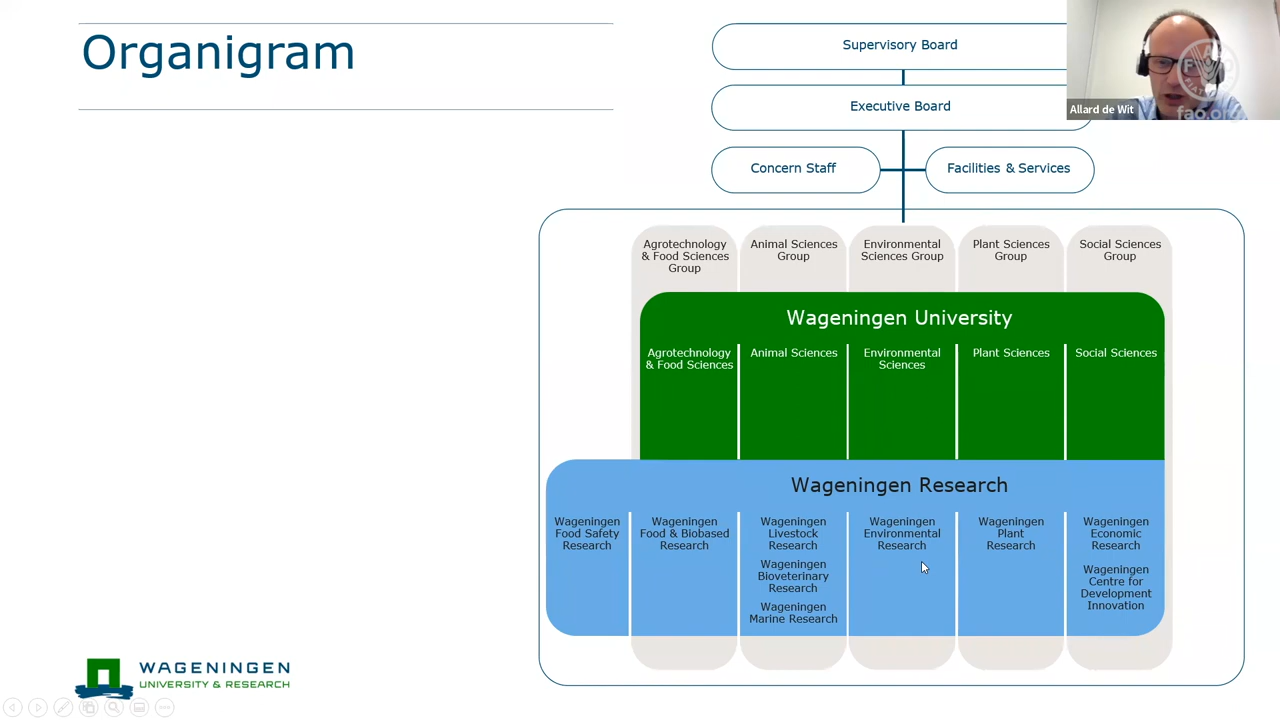 Organigram
Supervisory Board
Executive Board
Concern Staff
Facilities & Services
Allard de Wit
fao.org
Agrotechnology
& Food Sciences
Group
Animal Sciences
Group
Environmental
Sciences Group
Plant Sciences
Group
Social Sciences
Group
Wageningen University
Agrotechnology
& Food Sciences
Animal Sciences
Environmental
Sciences
Plant Sciences
Social Sciences
Wageningen Research
Wageningen
Food Safety
Research
Wageningen
Food & Biobased
Research
Wageningen
Livestock
Research
Wageningen
Bioveterinary
Research
Wageningen
Marine Research
Wageningen
Environmental
Research
Wageningen
Plant
Research
Wageningen
Economic
Research
Wageningen
Centre for
Development
Innovation
WAGENINGEN
UNIVERSITY & RESEARCH